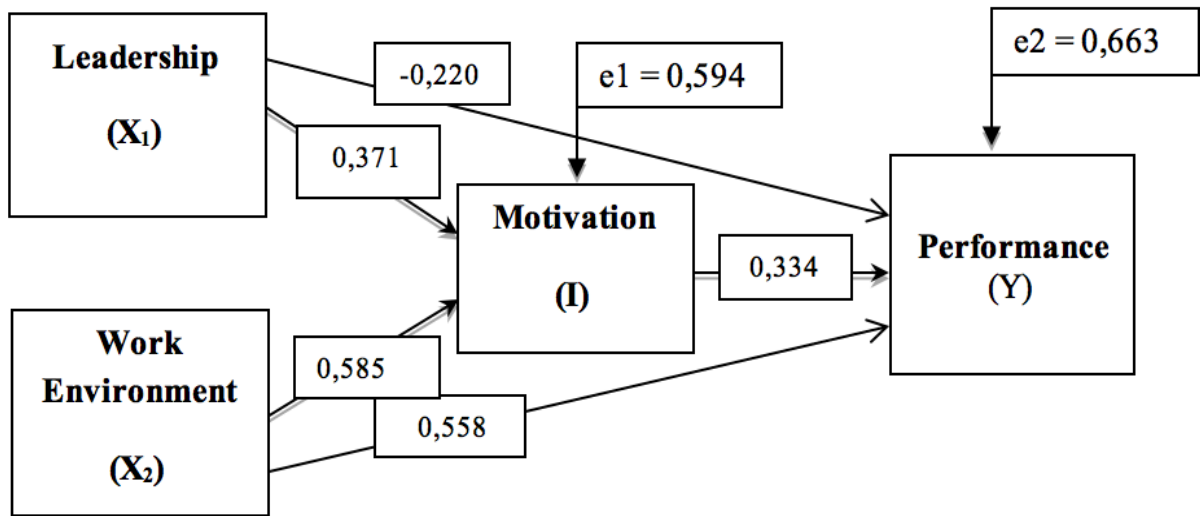 Leadership
(X₁)
-0,220
e1 = 0,594
e2 = 0,663
0,371
Motivation
(I)
0,334
Performance
(Y)
Work
Environment
(X₂)
0,585
0,558